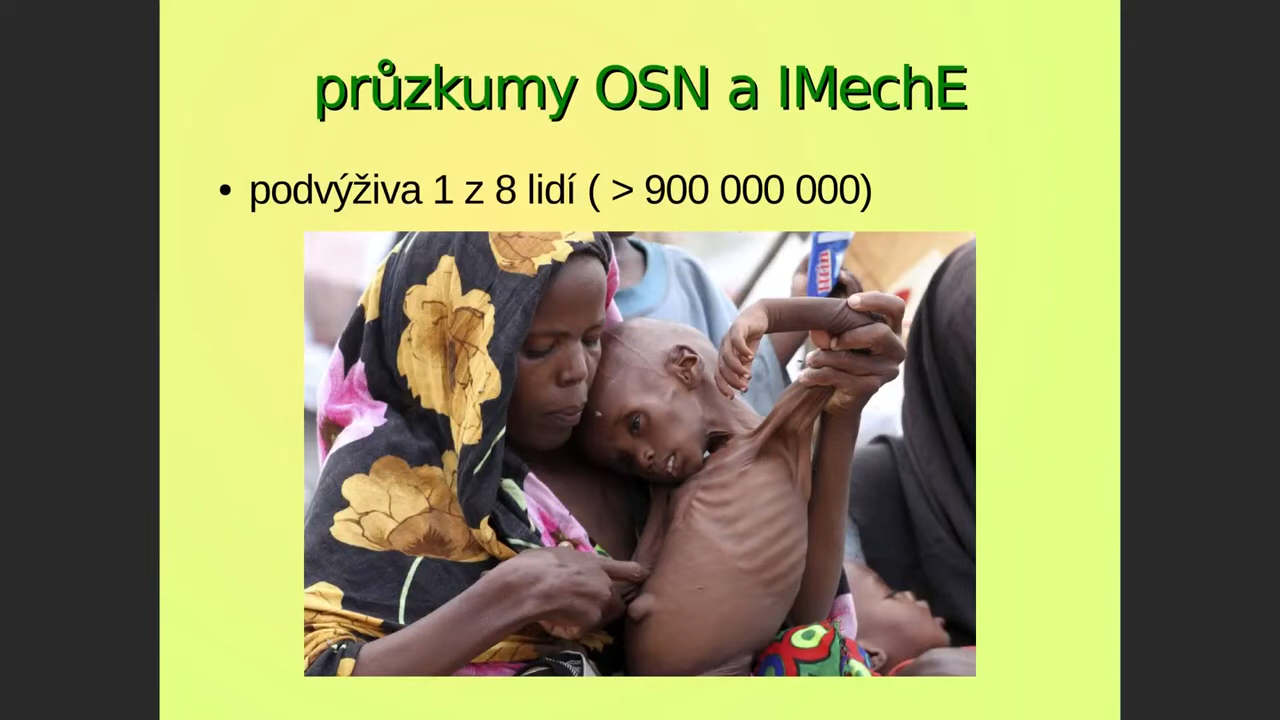 průzkumy OSN a IMechE
• podvýživa 1 z 8 lidí ( > 900 000 000)